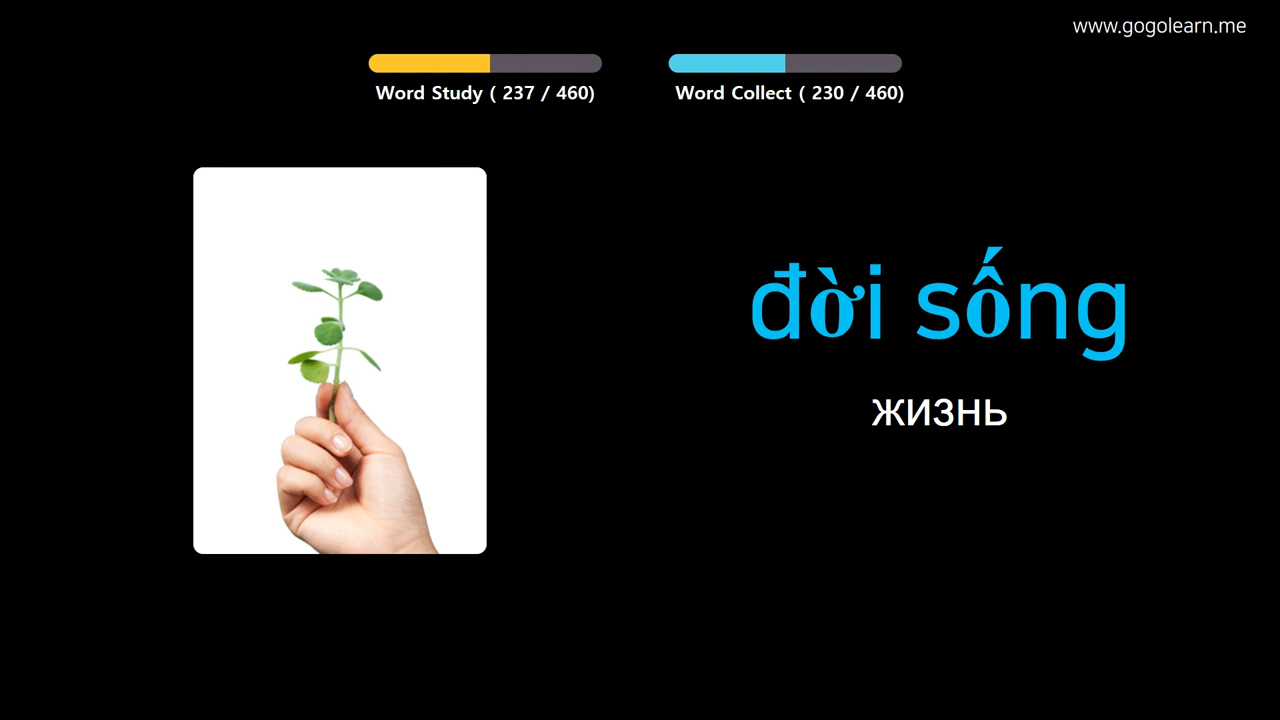 www.gogolearn.me
Word Study ( 237 / 460)
Word Collect ( 230 / 460)
đời sống
жизнь